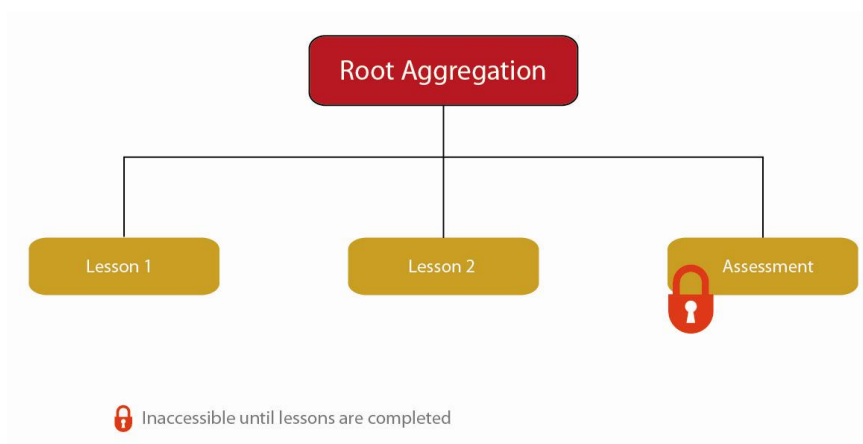 Root Aggregation
Lesson 1
Lesson 2
Assessment
Inaccessible until lessons are completed